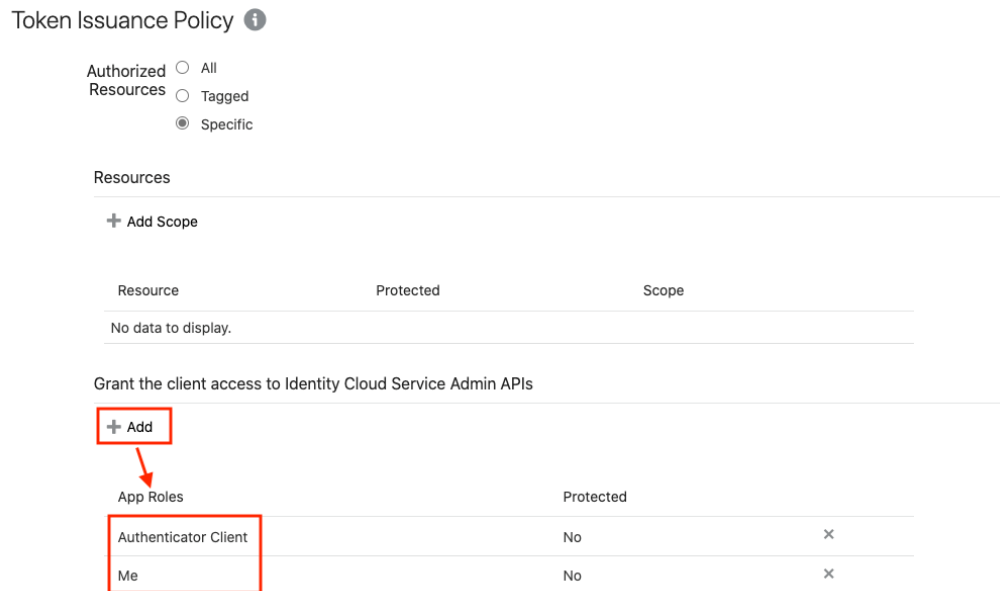 Token Issuance Policy
Authorized Resources
All
Tagged
Specific
Resources
Add Scope
Resource Protected Scope
No data to display.
Grant the client access to Identity Cloud Service Admin APIs
Add
App Roles Protected
Authenticator Client No
Me No